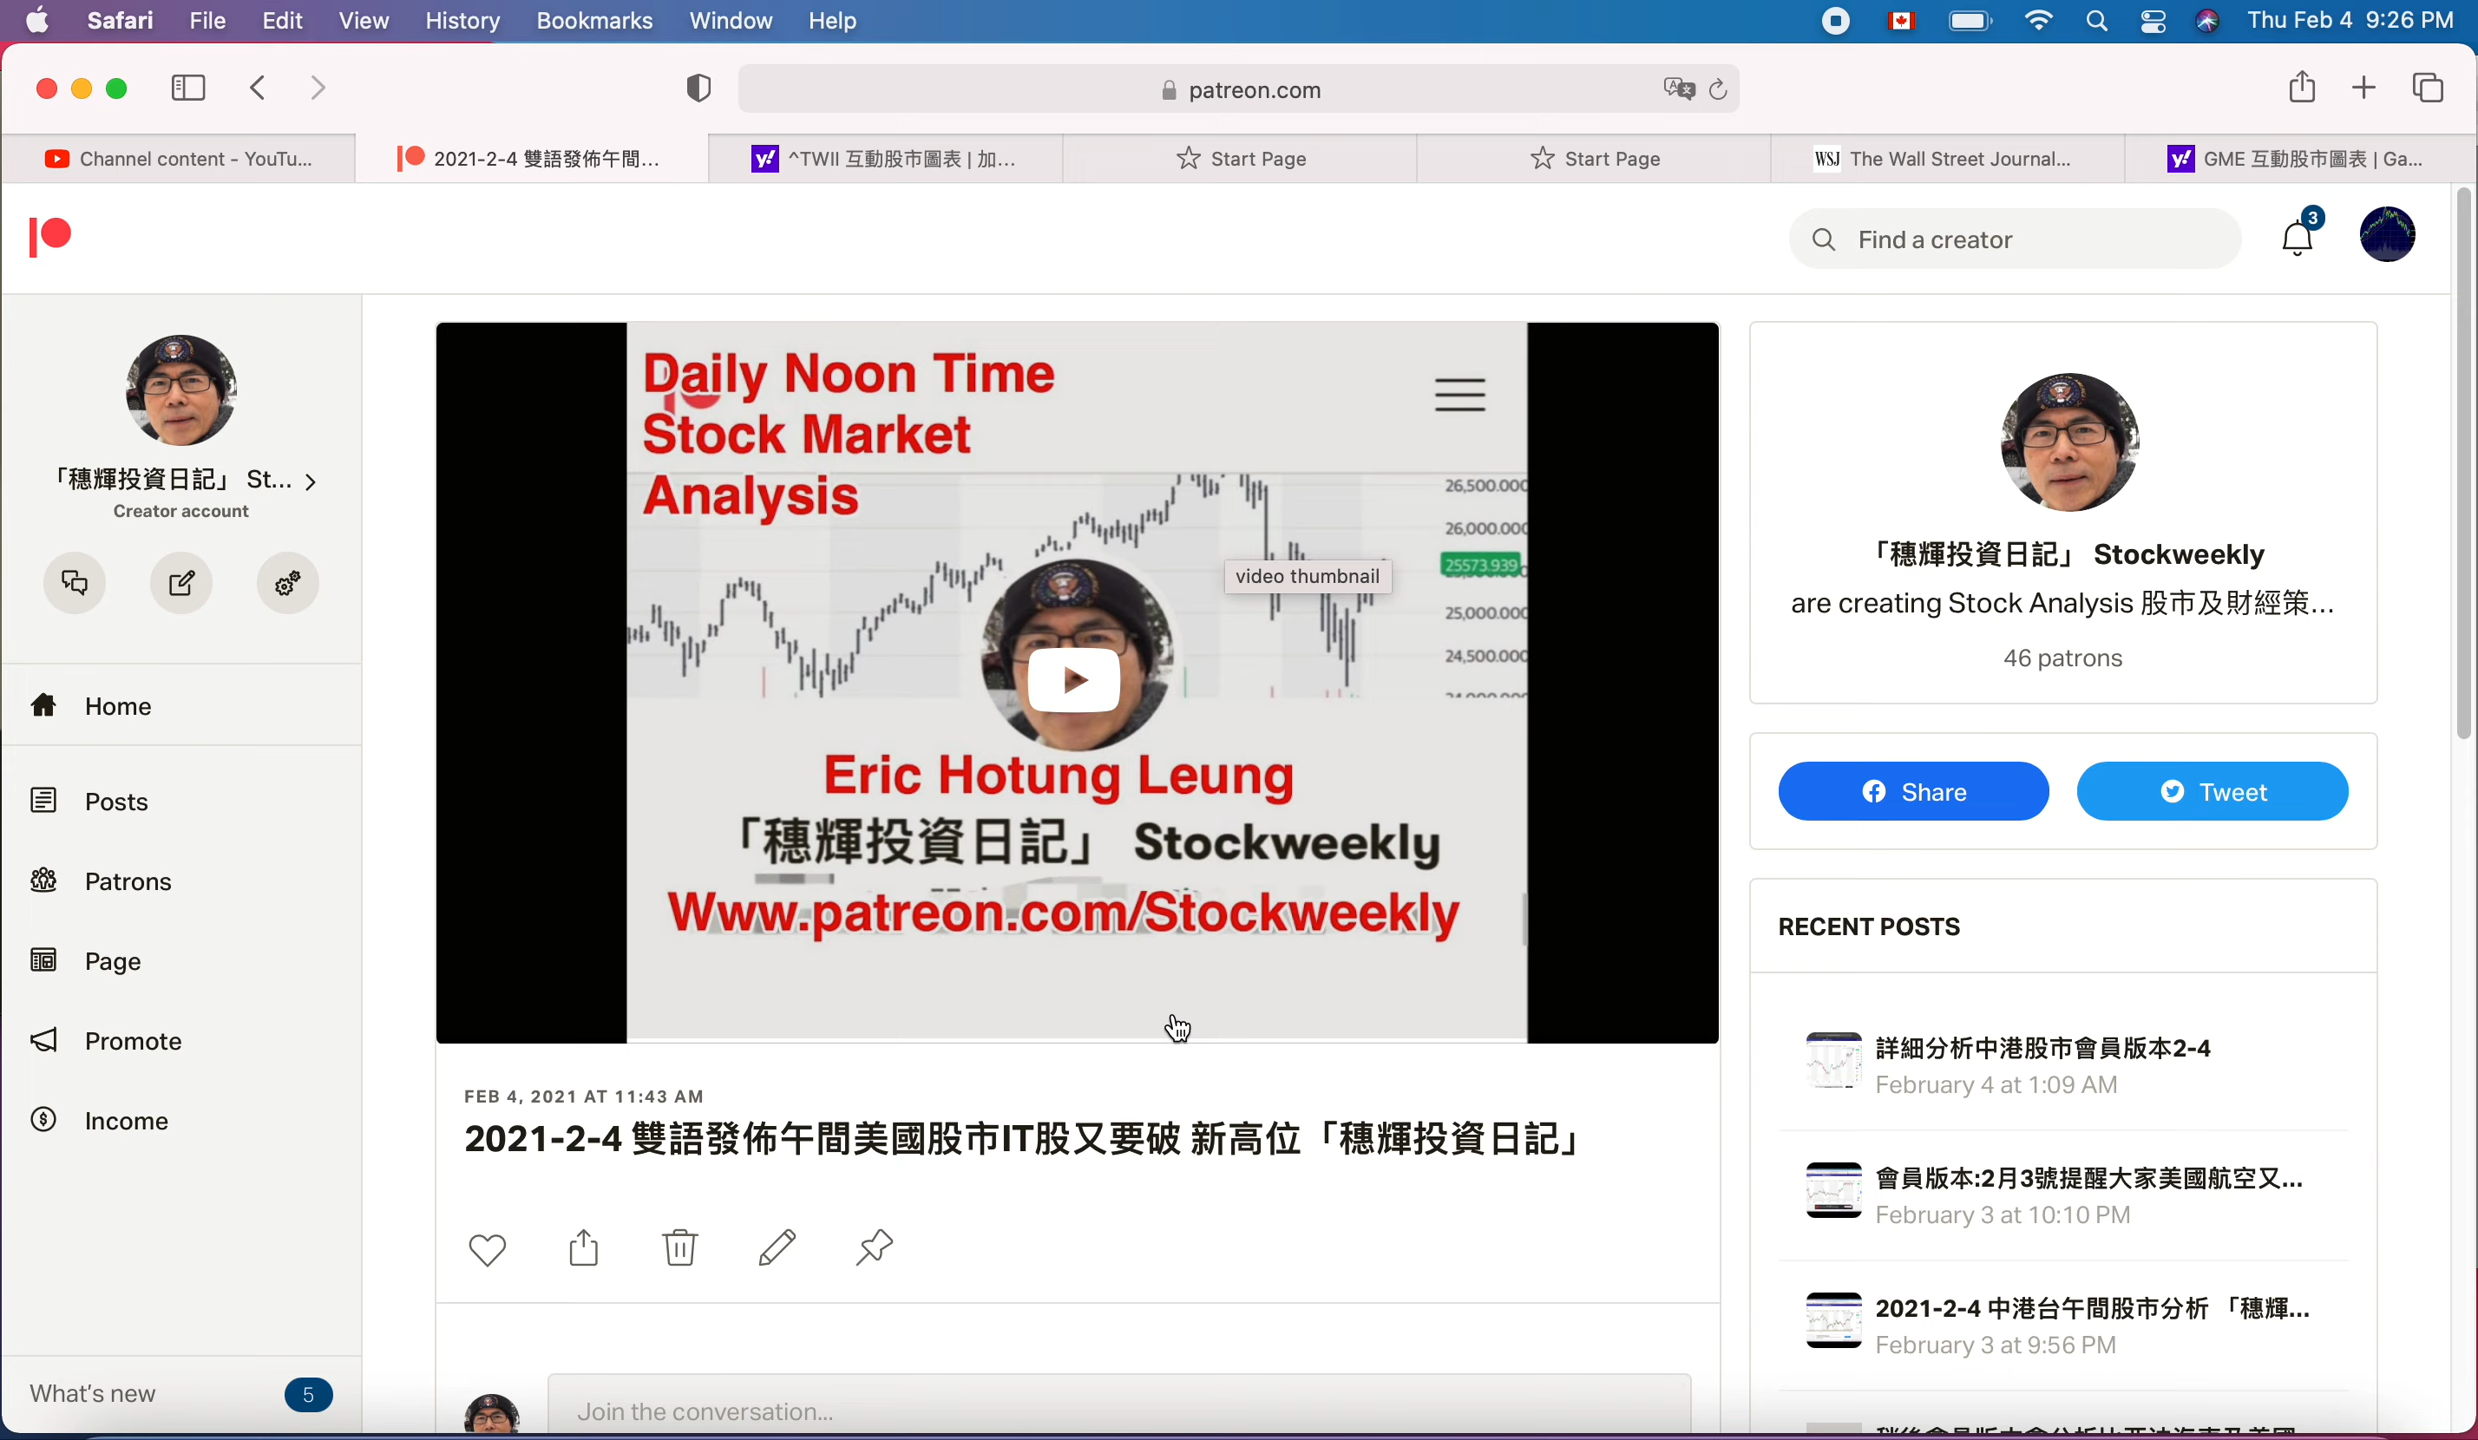 Safari File Edit View History Bookmarks Window Help
Thu Feb 4 9:26 PM
patreon.com
Channel content - YouTu...
2021-2-4 雙語發佈午間...
^TWII 互動股市圖表 | 加...
Start Page
Start Page
WSJ The Wall Street Journal...
GME 互動股市圖表 | Ga...
Find a creator
3
「穗輝投資日記」 St...
Creator account
Home
Posts
Patrons
Page
Promote
Income
What's new
5
Daily Noon Time
Stock Market
Analysis
26,500.000
26,000.000
25573.939
25,000.000
24,500.000
video thumbnail
Eric Hotung Leung
「穗輝投資日記」 Stockweekly
Www.patreon.com/Stockweekly
FEB 4, 2021 AT 11:43 AM
2021-2-4 雙語發佈午間美國股市IT股又要破 新高位「穗輝投資日記」
Join the conversation...
「穗輝投資日記」 Stockweekly
are creating Stock Analysis 股市及財經策...
46 patrons
Share
Tweet
RECENT POSTS
詳細分析中港股市會員版本2-4
February 4 at 1:09 AM
會員版本:2月3號提醒大家美國航空又...
February 3 at 10:10 PM
2021-2-4 中港台午間股市分析 「穗輝...
February 3 at 9:56 PM